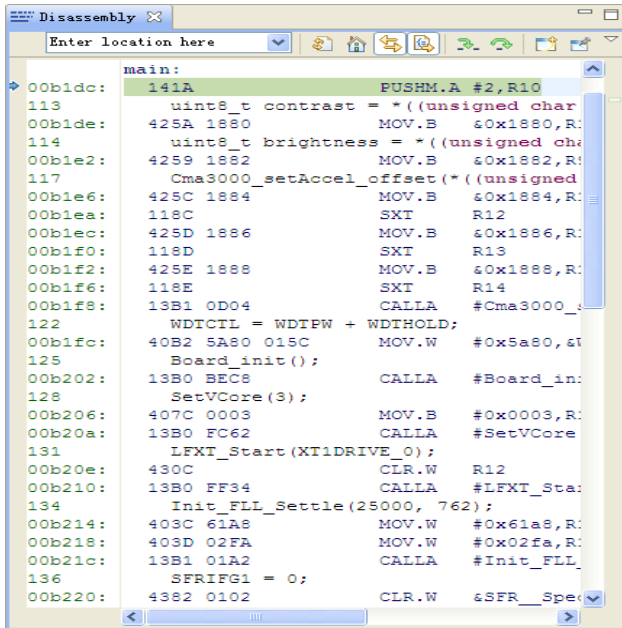 Disassembly
Enter location here
main:
00b1dc: 141A PUSHM.A #2,R10
113 uint8_t contrast = *((unsigned char
00b1de: 425A 1880 MOV.B &0x1880,R1
114 uint8_t brightness = *((unsigned cha
00b1e2: 4259 1882 MOV.B &0x1882,R9
117 Cma3000_setAccel_offset(*((unsigned
00b1e6: 425C 1884 MOV.B &0x1884,R1
00b1ea: 118C SXT R12
00b1ec: 425D 1886 MOV.B &0x1886,R1
00b1f0: 118D SXT R13
00b1f2: 425E 1888 MOV.B &0x1888,R1
00b1f6: 118E SXT R14
00b1f8: 13B1 0D04 CALLA #Cma3000_s
122 WDTCTL = WDTPW + WDTHOLD;
00b1fc: 40B2 5A80 015C MOV.W #0x5a80,&W
125 Board_init();
00b202: 13B0 BEC8 CALLA #Board_ini
128 SetVCore(3);
00b206: 407C 0003 MOV.B #0x0003,R1
00b20a: 13B0 FC62 CALLA #SetVCore
131 LFXT_Start(XT1DRIVE_0);
00b20e: 430C CLR.W R12
00b210: 13B0 FF34 CALLA #LFXT_Star
134 Init_FLL_Settle(25000, 762);
00b214: 403C 61A8 MOV.W #0x61a8,R1
00b218: 403D 02FA MOV.W #0x02fa,R1
00b21c: 13B1 01A2 CALLA #Init_FLL_
136 SFRIFG1 = 0;
00b220: 4382 0102 CLR.W &SFR__Spec